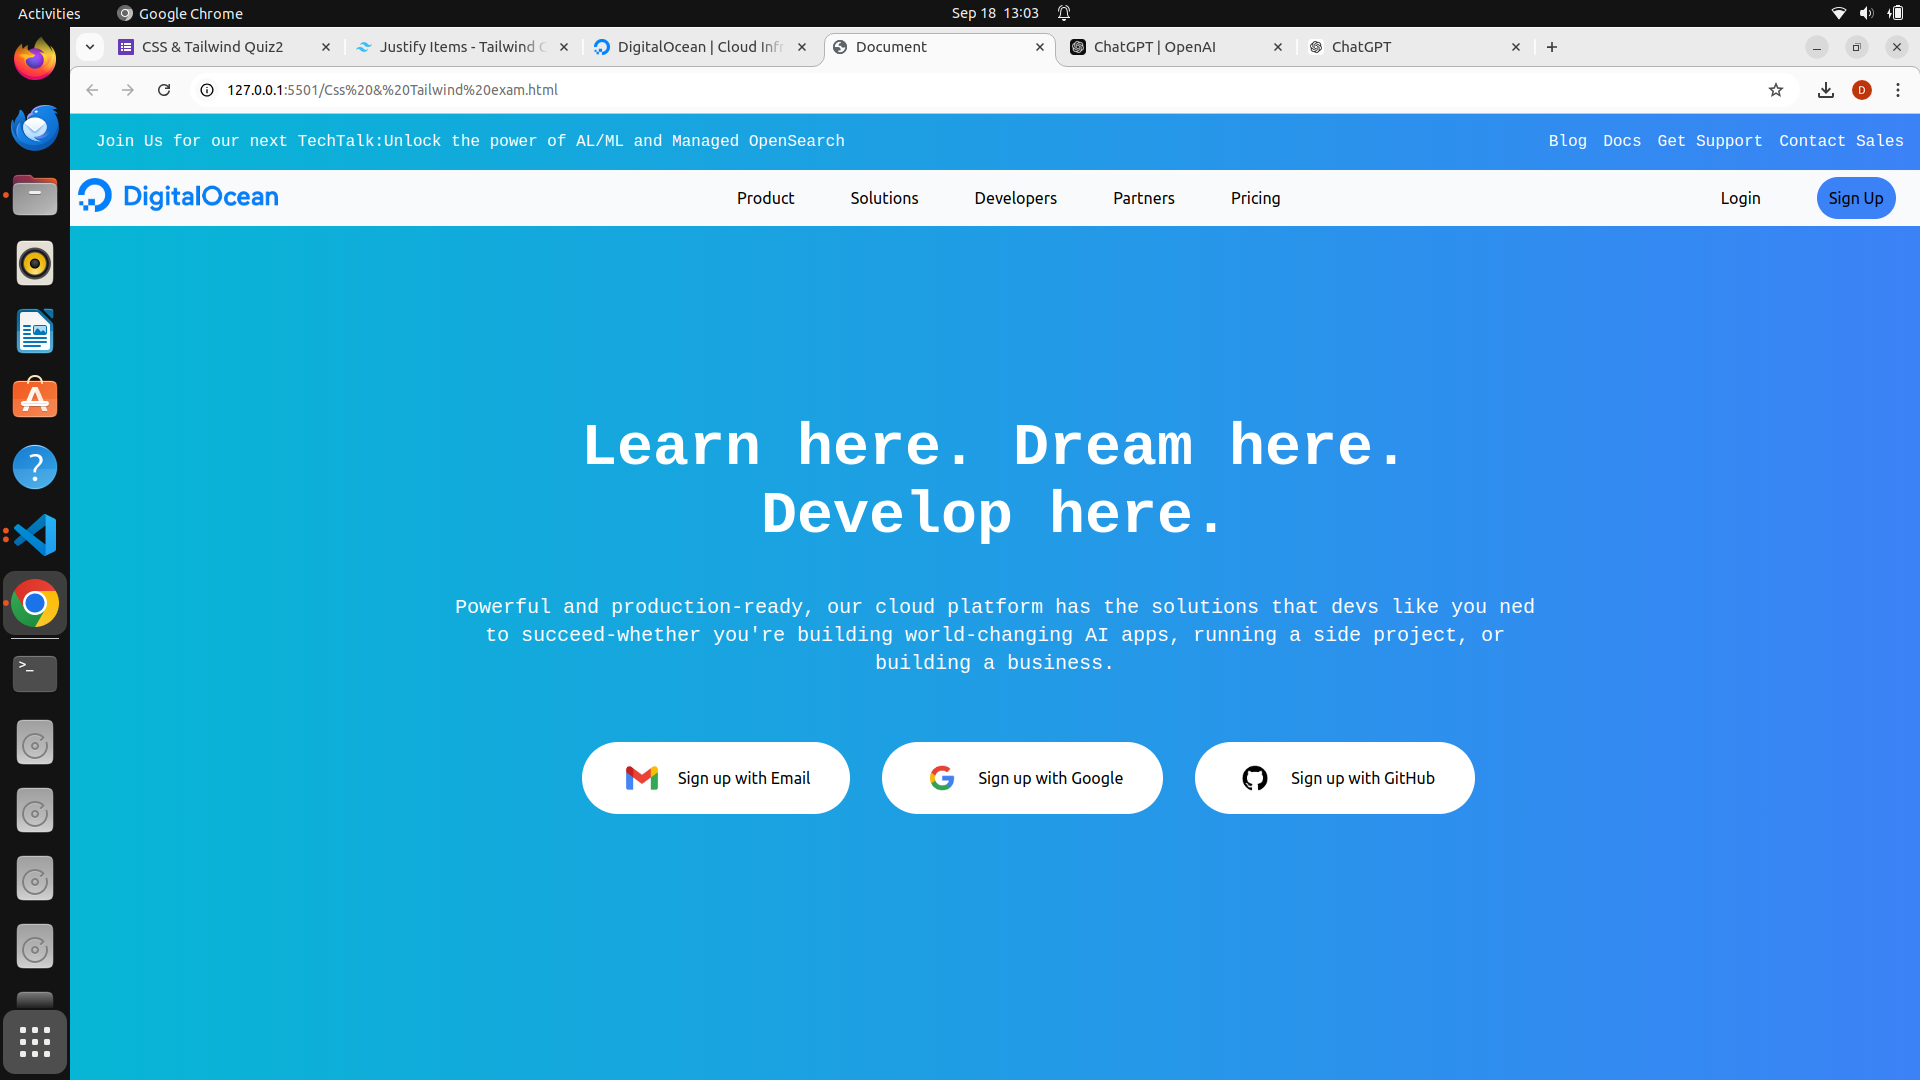 Activities Google Chrome Sep 18 13:03
CSS & Tailwind Quiz2 Justify Items - Tailwind C DigitalOcean | Cloud Infr Document ChatGPT | OpenAI ChatGPT
127.0.0.1:5501/Css%20&%20Tailwind%20exam.html D
Join Us for our next TechTalk:Unlock the power of AL/ML and Managed OpenSearch Blog Docs Get Support Contact Sales
DigitalOcean Product Solutions Developers Partners Pricing Login Sign Up
Learn here. Dream here.
Develop here.
Powerful and production-ready, our cloud platform has the solutions that devs like you ned
to succeed-whether you're building world-changing AI apps, running a side project, or
building a business.
Sign up with Email Sign up with Google Sign up with GitHub